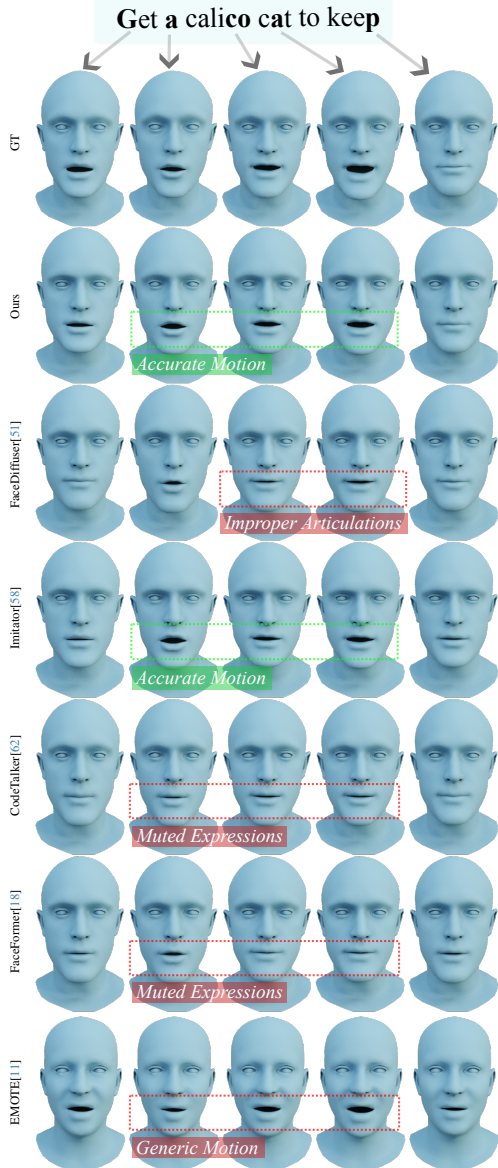 Get a calico cat to keep
GT
Ours
Accurate Motion
FaceDiffuser[51]
Improper Articulations
Imitator[58]
Accurate Motion
CodeTalker[62]
Muted Expressions
FaceFormer[18]
Muted Expressions
EMOTE[11]
Generic Motion